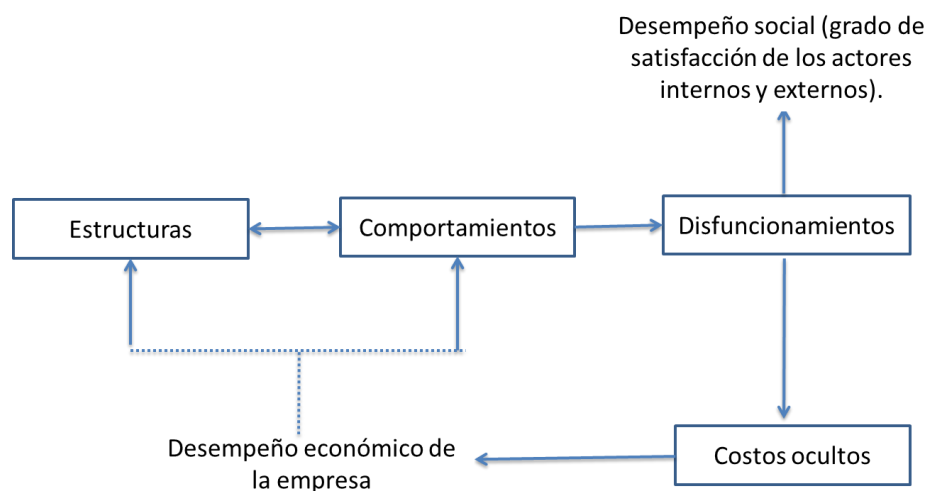 Desempeño social (grado de
satisfacción de los actores
internos y externos).
Estructuras
Comportamientos
Disfuncionamientos
Desempeño económico de
la empresa
Costos ocultos